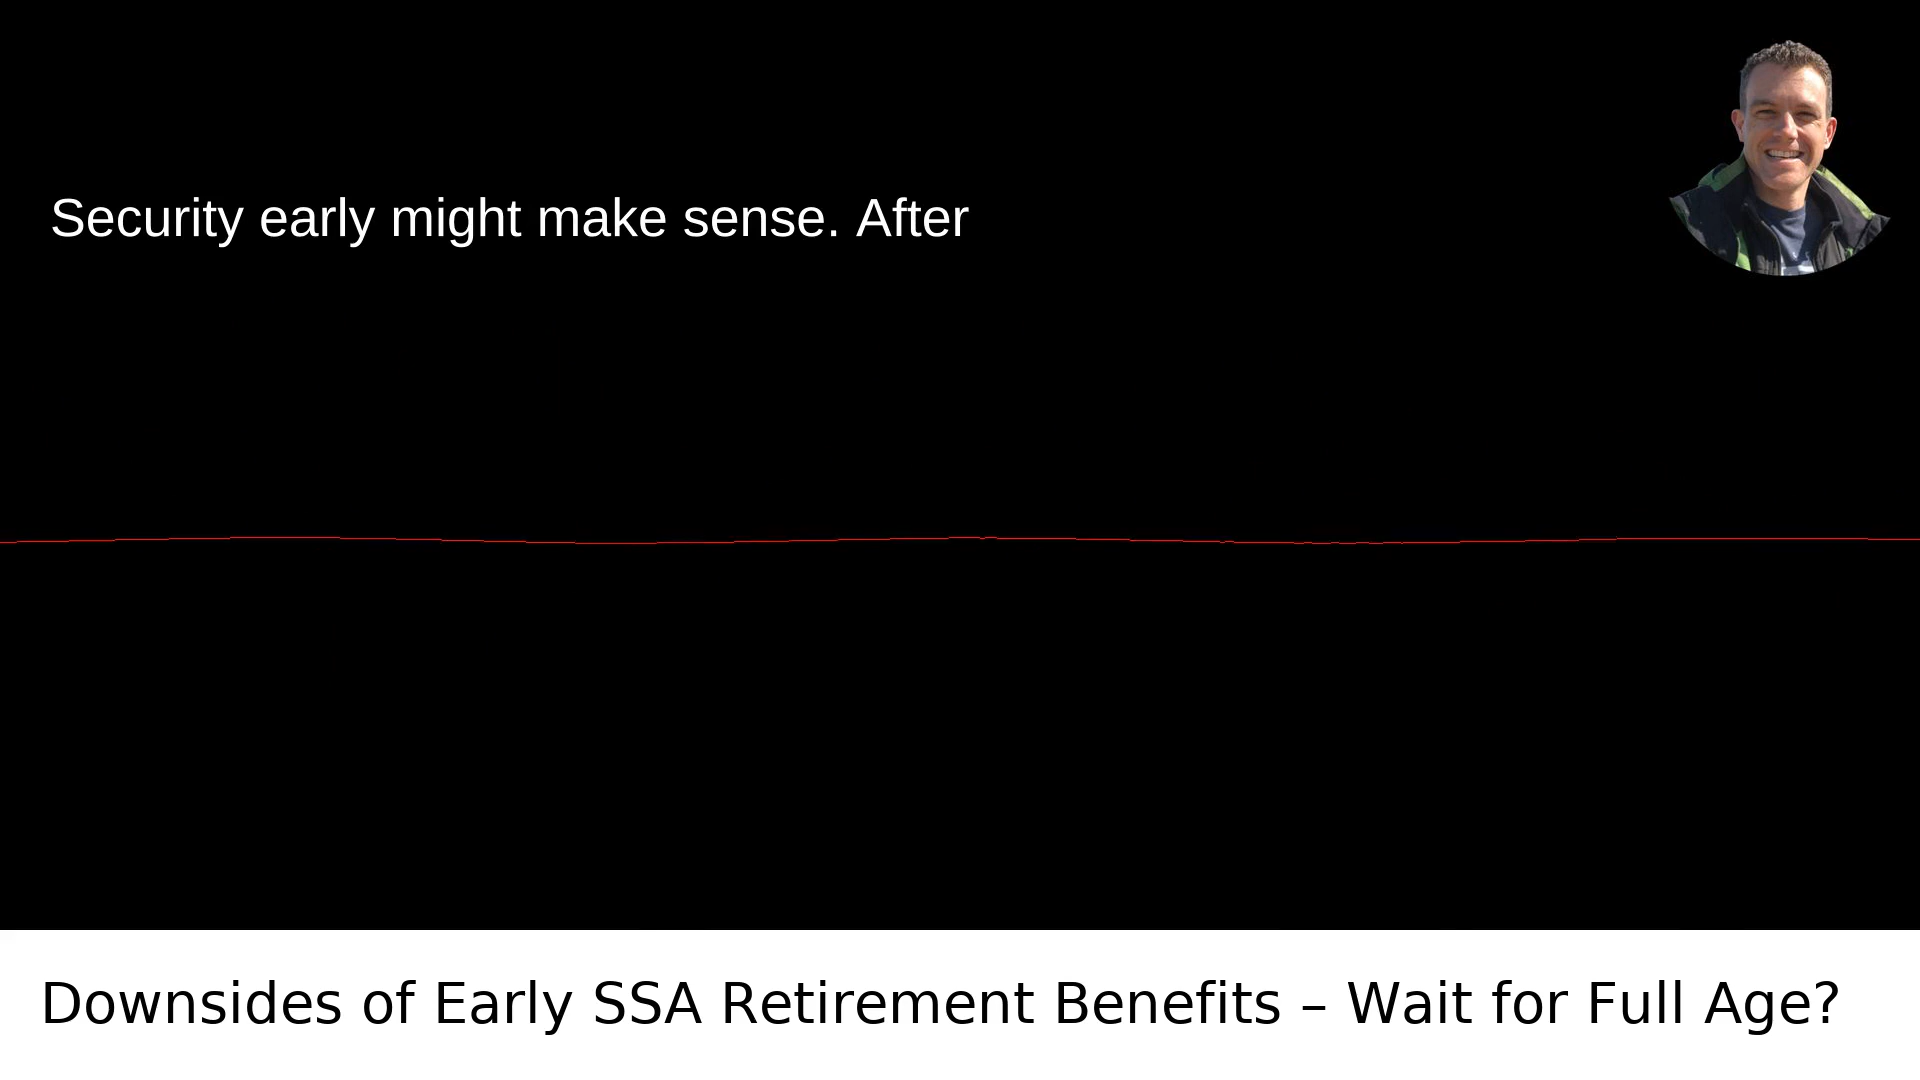 Security early might make sense. After
Downsides of Early SSA Retirement Benefits – Wait for Full Age?